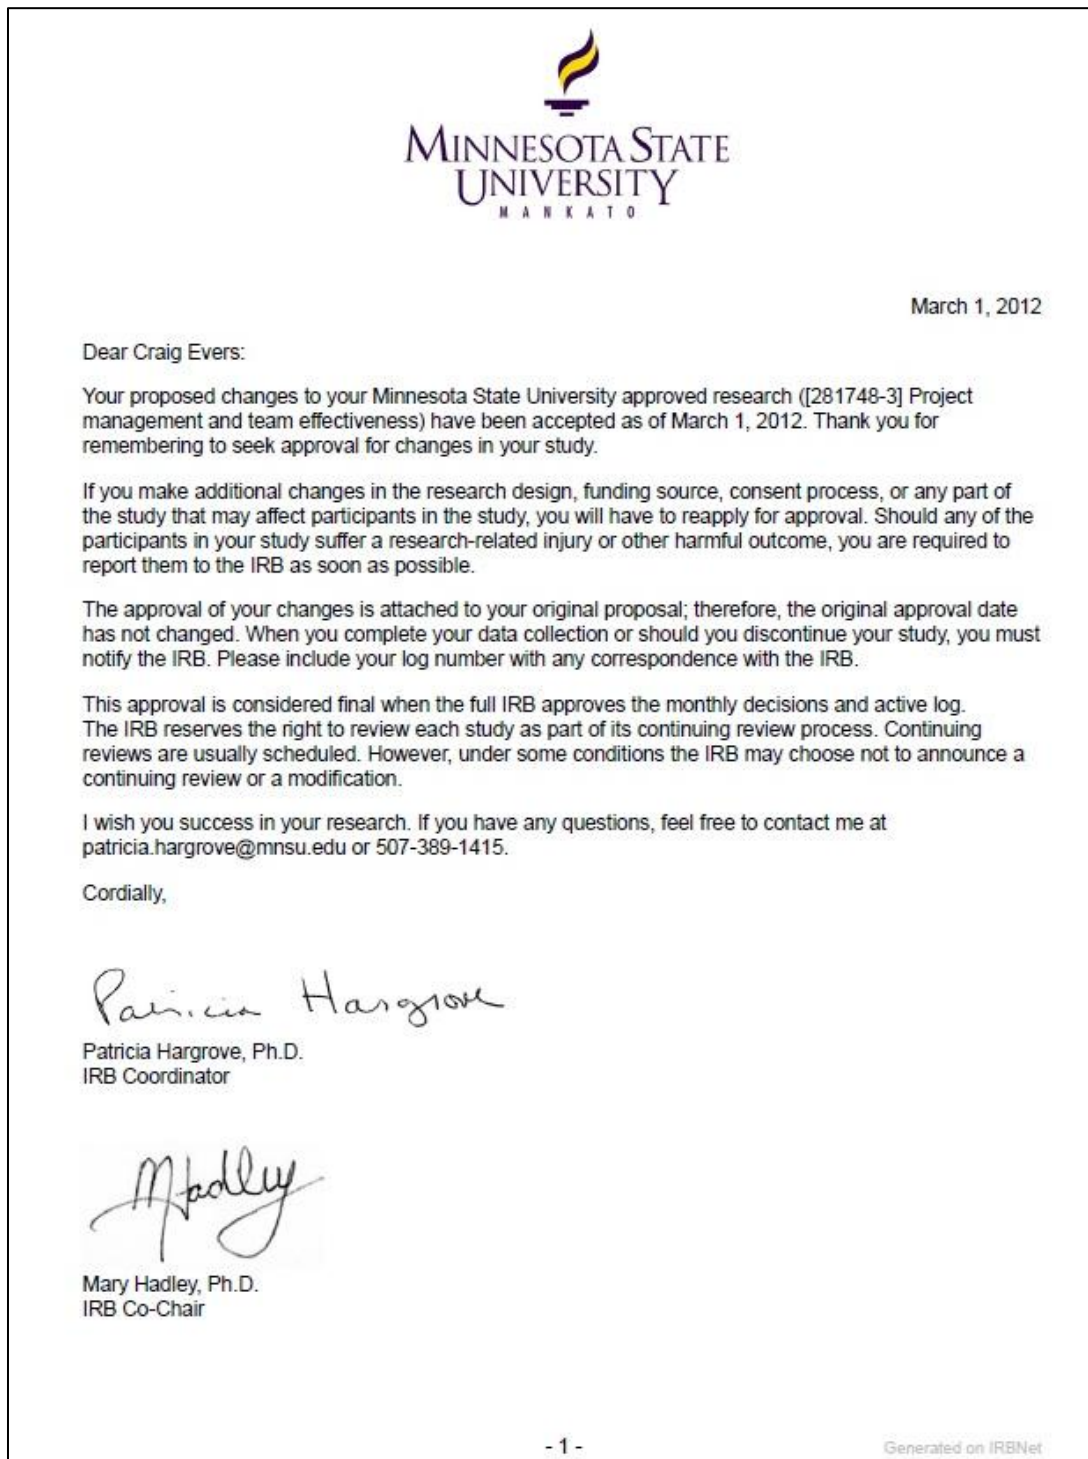 MINNESOTA STATE
UNIVERSITY
MANKATO
March 1, 2012
Dear Craig Evers:
Your proposed changes to your Minnesota State University approved research ([281748-3] Project
management and team effectiveness) have been accepted as of March 1, 2012. Thank you for
remembering to seek approval for changes in your study.
If you make additional changes in the research design, funding source, consent process, or any part of
the study that may affect participants in the study, you will have to reapply for approval. Should any of the
participants in your study suffer a research-related injury or other harmful outcome, you are required to
report them to the IRB as soon as possible.
The approval of your changes is attached to your original proposal; therefore, the original approval date
has not changed. When you complete your data collection or should you discontinue your study, you must
notify the IRB. Please include your log number with any correspondence with the IRB.
This approval is considered final when the full IRB approves the monthly decisions and active log.
The IRB reserves the right to review each study as part of its continuing review process. Continuing
reviews are usually scheduled. However, under some conditions the IRB may choose not to announce a
continuing review or a modification.
I wish you success in your research. If you have any questions, feel free to contact me at
patricia.hargrove@mnsu.edu or 507-389-1415.
Cordially,
Patricia Hargrove
Patricia Hargrove, Ph.D.
IRB Coordinator
MHadley
Mary Hadley, Ph.D.
IRB Co-Chair
- 1 -
Generated on IRBNet